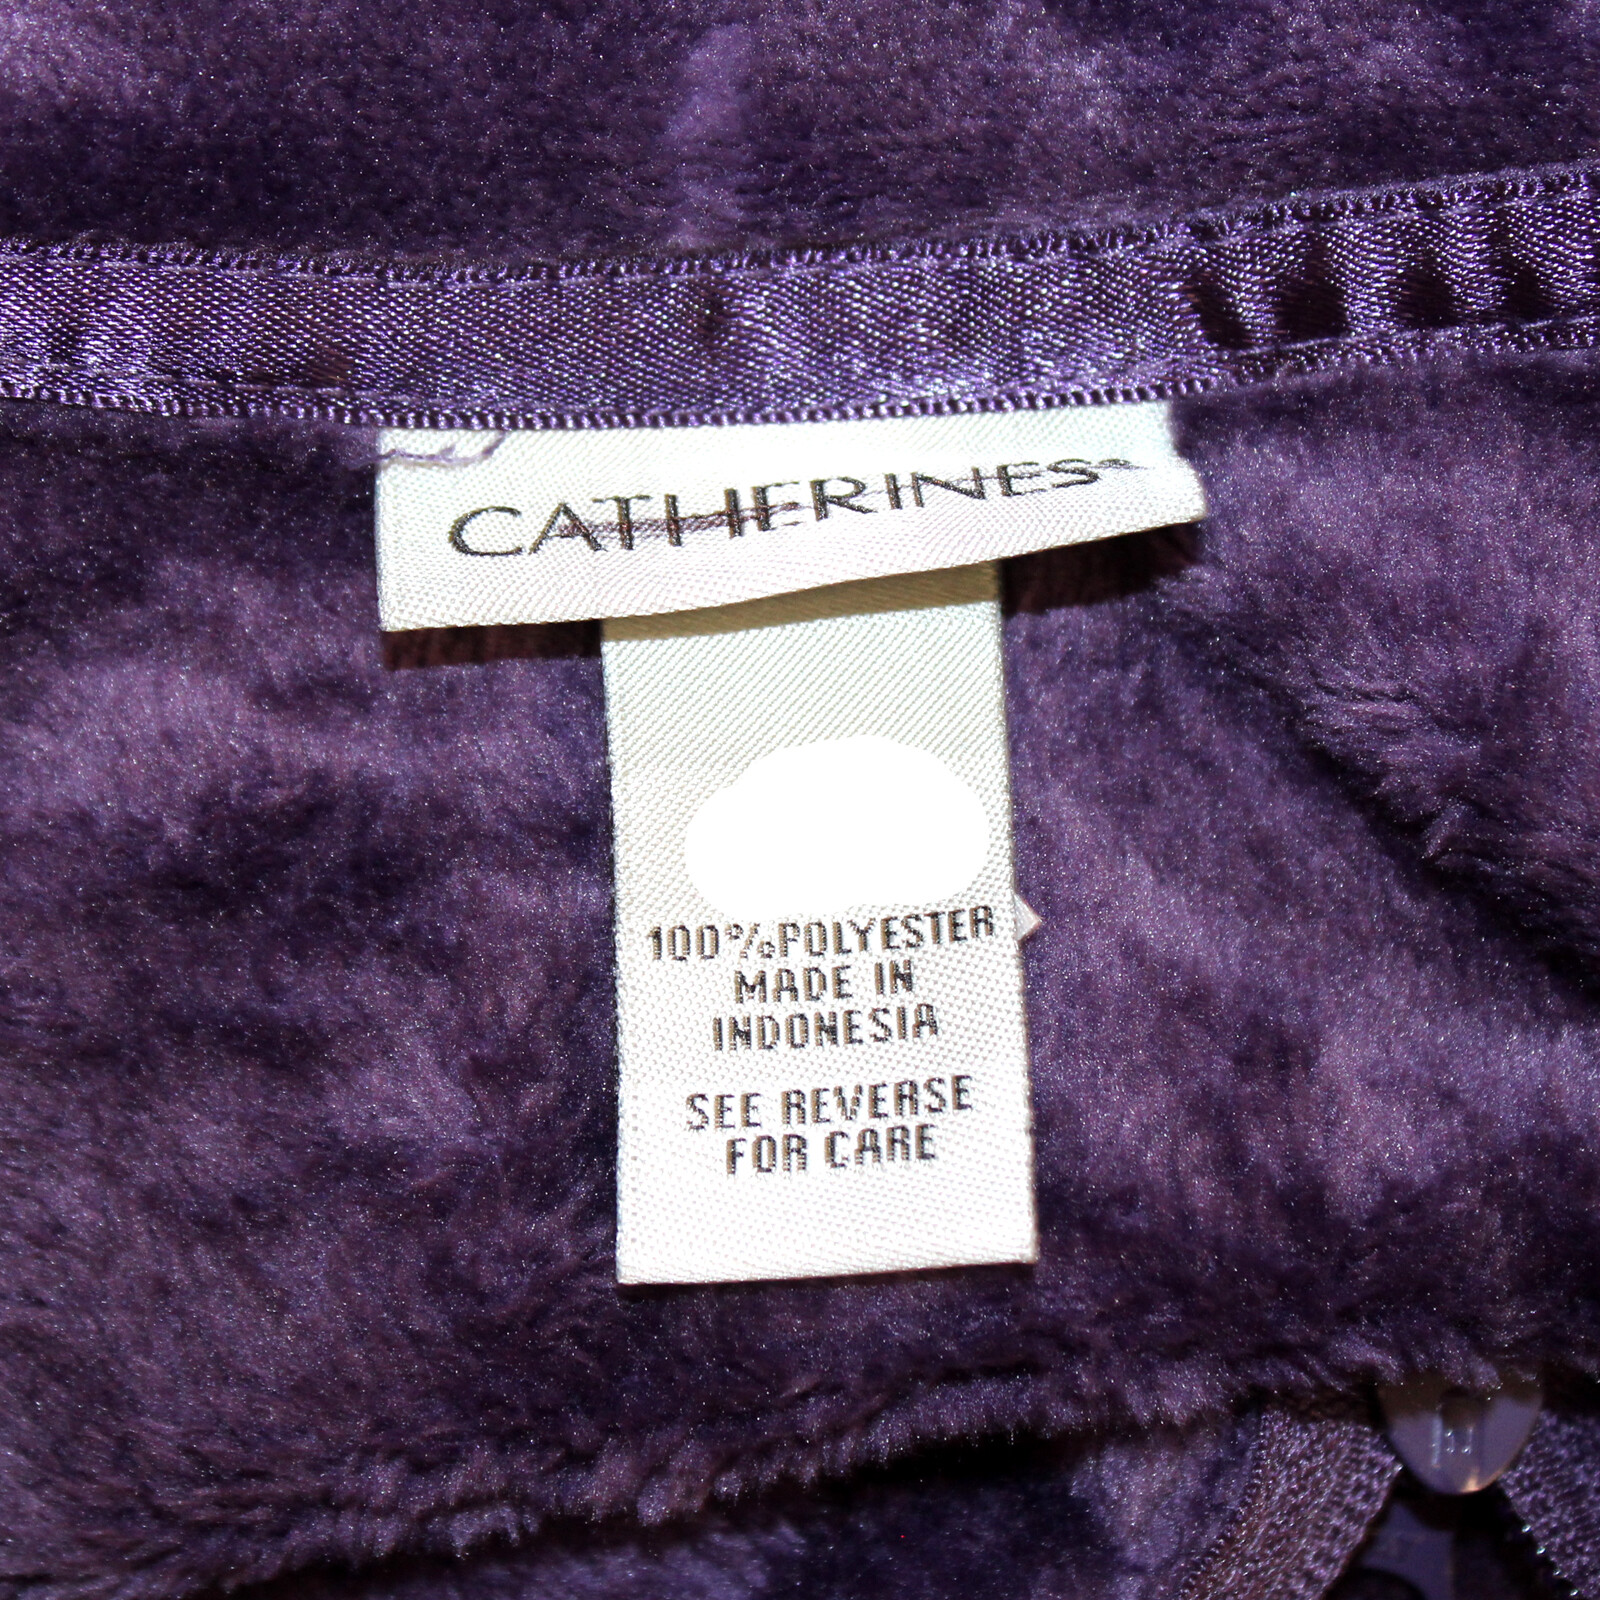 CATHERINES®
100%POLYESTER
MADE IN
INDONESIA
SEE REVERSE
FOR CARE